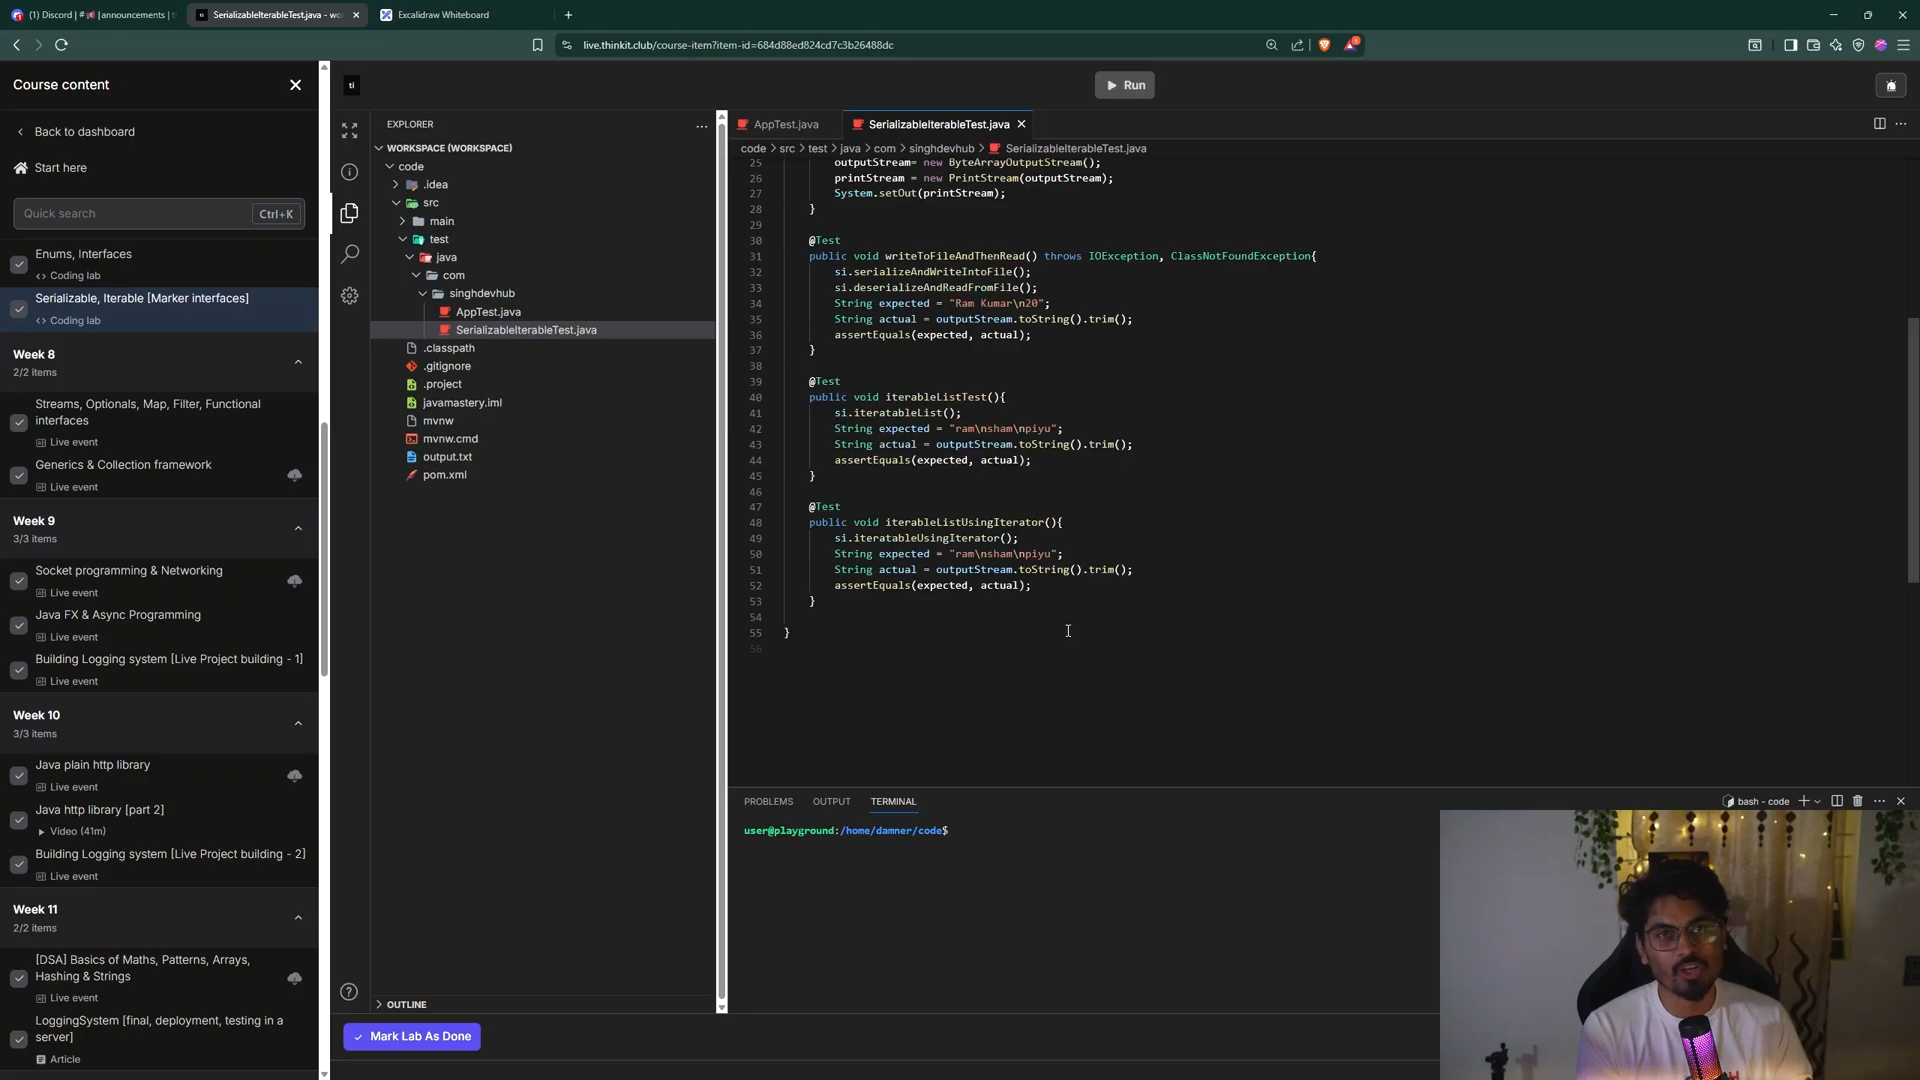 (1) Discord | # | announcements | t
SerializableIterableTest.java - wo
Excalidraw Whiteboard
live.thinkit.club/course-item?item-id=684d88ed824cd7c3b26488dc
Course content
Back to dashboard
Start here
Quick search
Ctrl+K
Enums, Interfaces
Coding lab
Serializable, Iterable [Marker interfaces]
Coding lab
Week 8
2/2 items
Streams, Optionals, Map, Filter, Functional
interfaces
Live event
Generics & Collection framework
Live event
Week 9
3/3 items
Socket programming & Networking
Live event
Java FX & Async Programming
Live event
Building Logging system [Live Project building - 1]
Live event
Week 10
3/3 items
Java plain http library
Live event
Java http library [part 2]
Video (41m)
Building Logging system [Live Project building - 2]
Live event
Week 11
2/2 items
[DSA] Basics of Maths, Patterns, Arrays,
Hashing & Strings
Live event
LoggingSystem [final, deployment, testing in a
server]
Article
ti
Run
EXPLORER
WORKSPACE (WORKSPACE)
code
.idea
src
main
test
java
com
singhdevhub
AppTest.java
SerializableIterableTest.java
.classpath
.gitignore
.project
javamastery.iml
mvnw
mvnw.cmd
output.txt
pom.xml
OUTLINE
Mark Lab As Done
AppTest.java
SerializableIterableTest.java
code > src > test > java > com > singhdevhub > SerializableIterableTest.java
25 outputStream= new ByteArrayOutputStream();
26 printStream = new PrintStream(outputStream);
27 System.setOut(printStream);
28 }
29
30 @Test
31 public void writeToFileAndThenRead() throws IOException, ClassNotFoundException{
32 si.serializeAndWriteIntoFile();
33 si.deserializeAndReadFromFile();
34 String expected = "Ram Kumar\n20";
35 String actual = outputStream.toString().trim();
36 assertEquals(expected, actual);
37 }
38
39 @Test
40 public void iterableListTest(){
41 si.iteratableList();
42 String expected = "ram\nsham\npiyu";
43 String actual = outputStream.toString().trim();
44 assertEquals(expected, actual);
45 }
46
47 @Test
48 public void iterableListUsingIterator(){
49 si.iteratableUsingIterator();
50 String expected = "ram\nsham\npiyu";
51 String actual = outputStream.toString().trim();
52 assertEquals(expected, actual);
53 }
54
55 }
56
PROBLEMS
OUTPUT
TERMINAL
bash - code
user@playground:/home/damner/code$